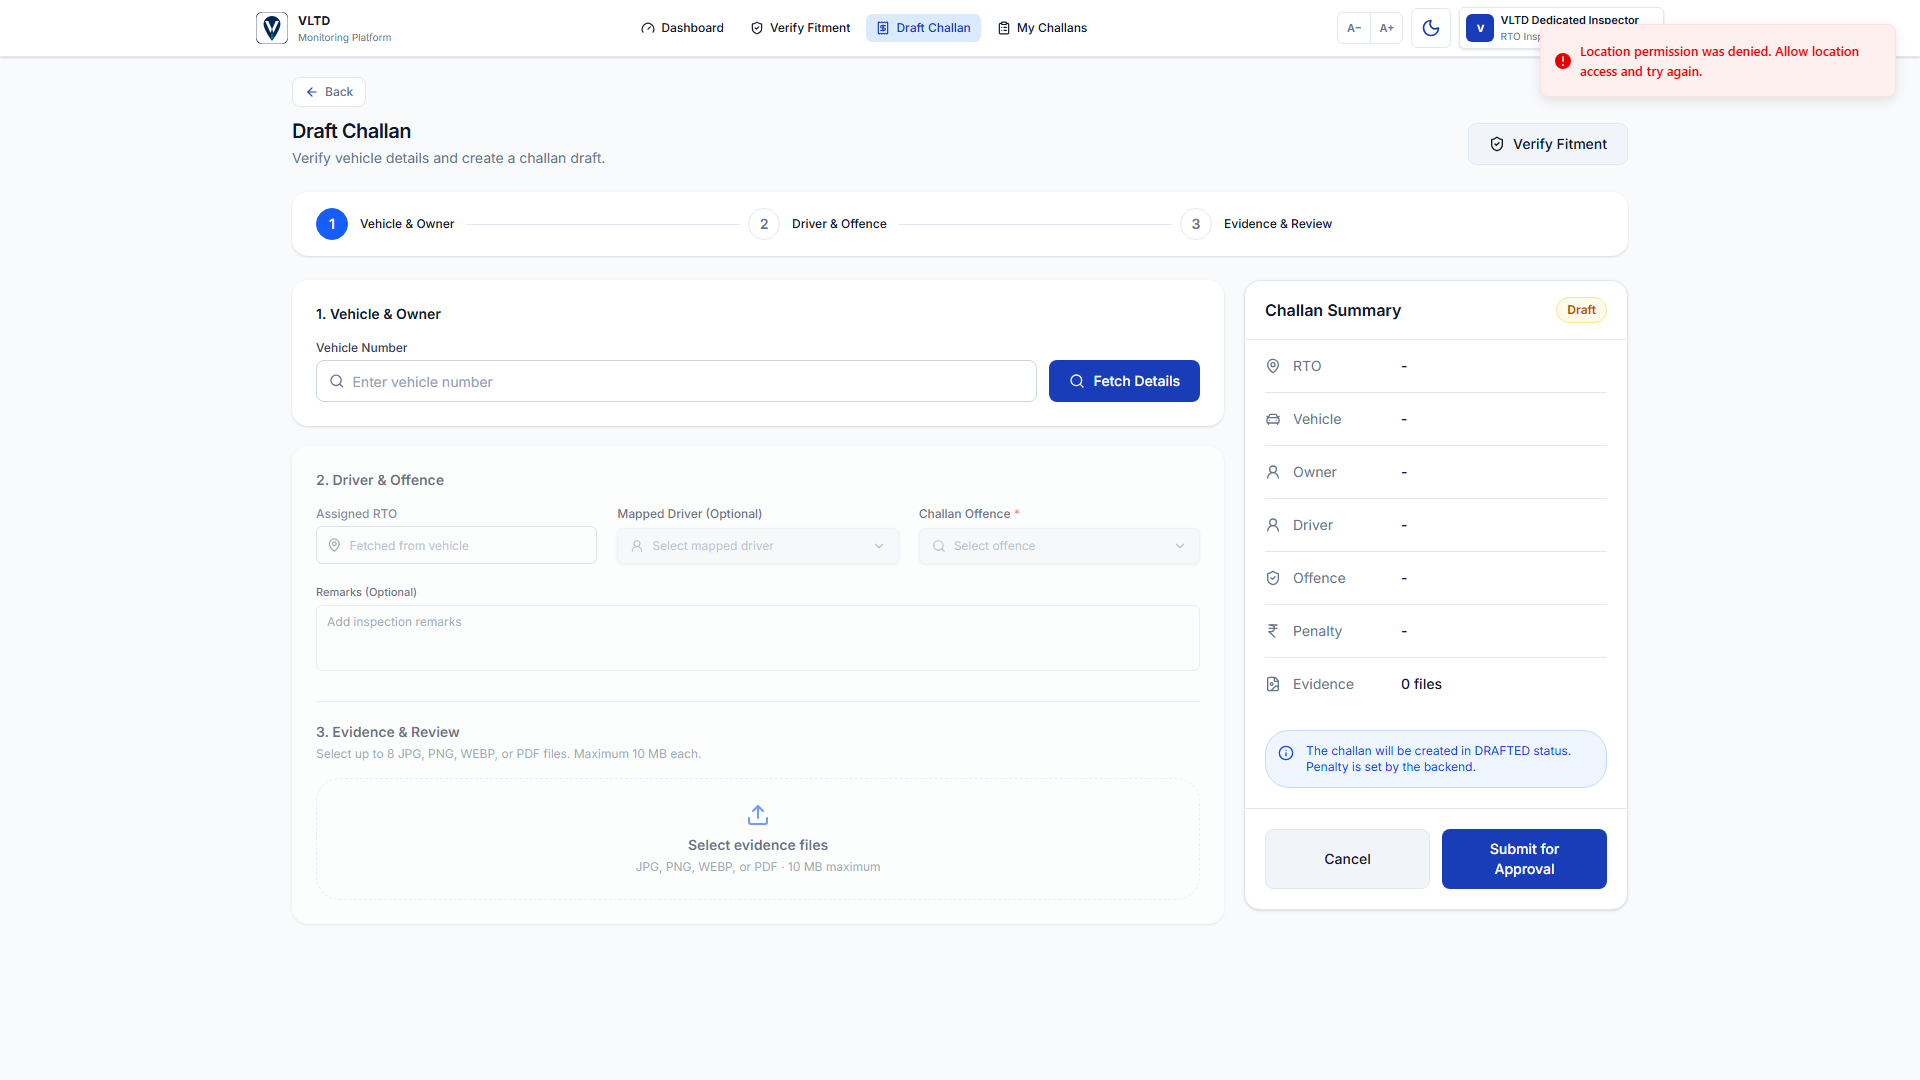 VLTD
Monitoring Platform
Dashboard
Verify Fitment
Draft Challan
My Challans
A-
A+
V
VLTD Dedicated Inspector
RTO Insp
Location permission was denied. Allow location
access and try again.
Back
Draft Challan
Verify vehicle details and create a challan draft.
Verify Fitment
1
Vehicle & Owner
2
Driver & Offence
3
Evidence & Review
1. Vehicle & Owner
Vehicle Number
Enter vehicle number
Fetch Details
2. Driver & Offence
Assigned RTO
Mapped Driver (Optional)
Challan Offence *
Fetched from vehicle
Select mapped driver
Select offence
Remarks (Optional)
Add inspection remarks
3. Evidence & Review
Select up to 8 JPG, PNG, WEBP, or PDF files. Maximum 10 MB each.
Select evidence files
JPG, PNG, WEBP, or PDF · 10 MB maximum
Challan Summary
Draft
RTO -
Vehicle -
Owner -
Driver -
Offence -
₹ Penalty -
Evidence 0 files
The challan will be created in DRAFTED status.
Penalty is set by the backend.
Cancel
Submit for
Approval